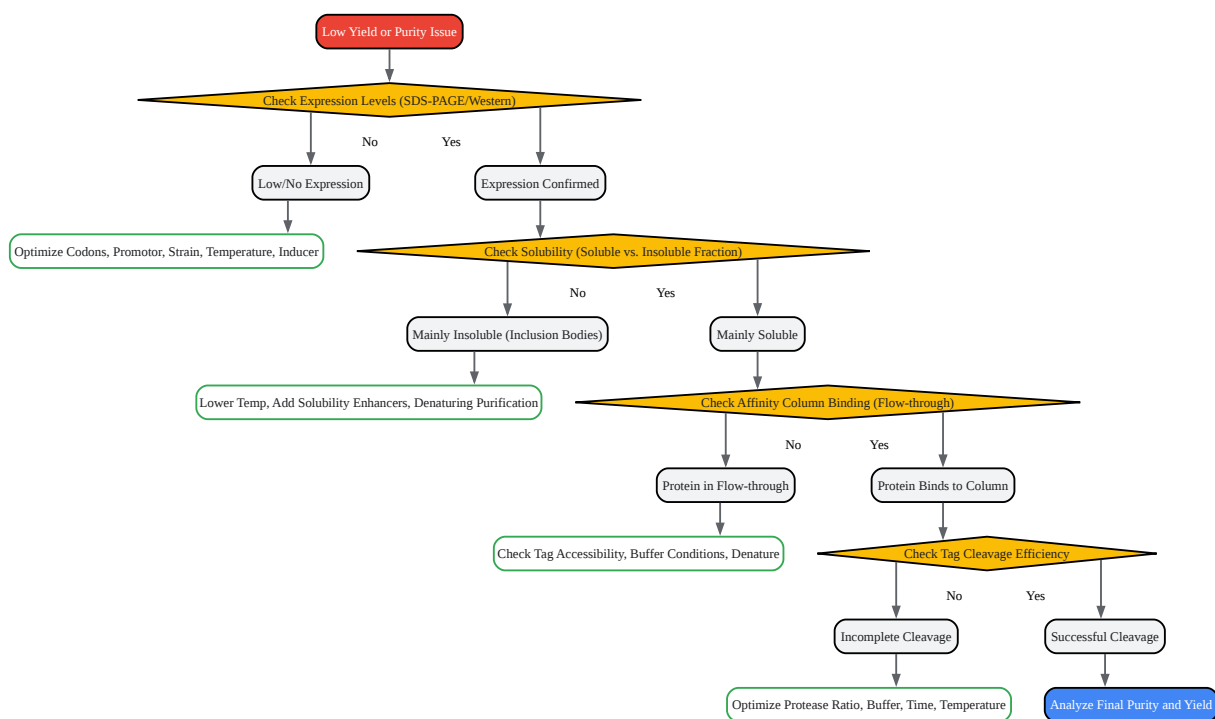 Low Yield or Purity Issue
Check Expression Levels (SDS-PAGE/Western)
No
Yes
Low/No Expression
Expression Confirmed
Optimize Codons, Promotor, Strain, Temperature, Inducer
Check Solubility (Soluble vs. Insoluble Fraction)
No
Yes
Mainly Insoluble (Inclusion Bodies)
Mainly Soluble
Lower Temp, Add Solubility Enhancers, Denaturing Purification
Check Affinity Column Binding (Flow-through)
No
Yes
Protein in Flow-through
Protein Binds to Column
Check Tag Accessibility, Buffer Conditions, Denature
Check Tag Cleavage Efficiency
No
Yes
Incomplete Cleavage
Successful Cleavage
Optimize Protease Ratio, Buffer, Time, Temperature
Analyze Final Purity and Yield